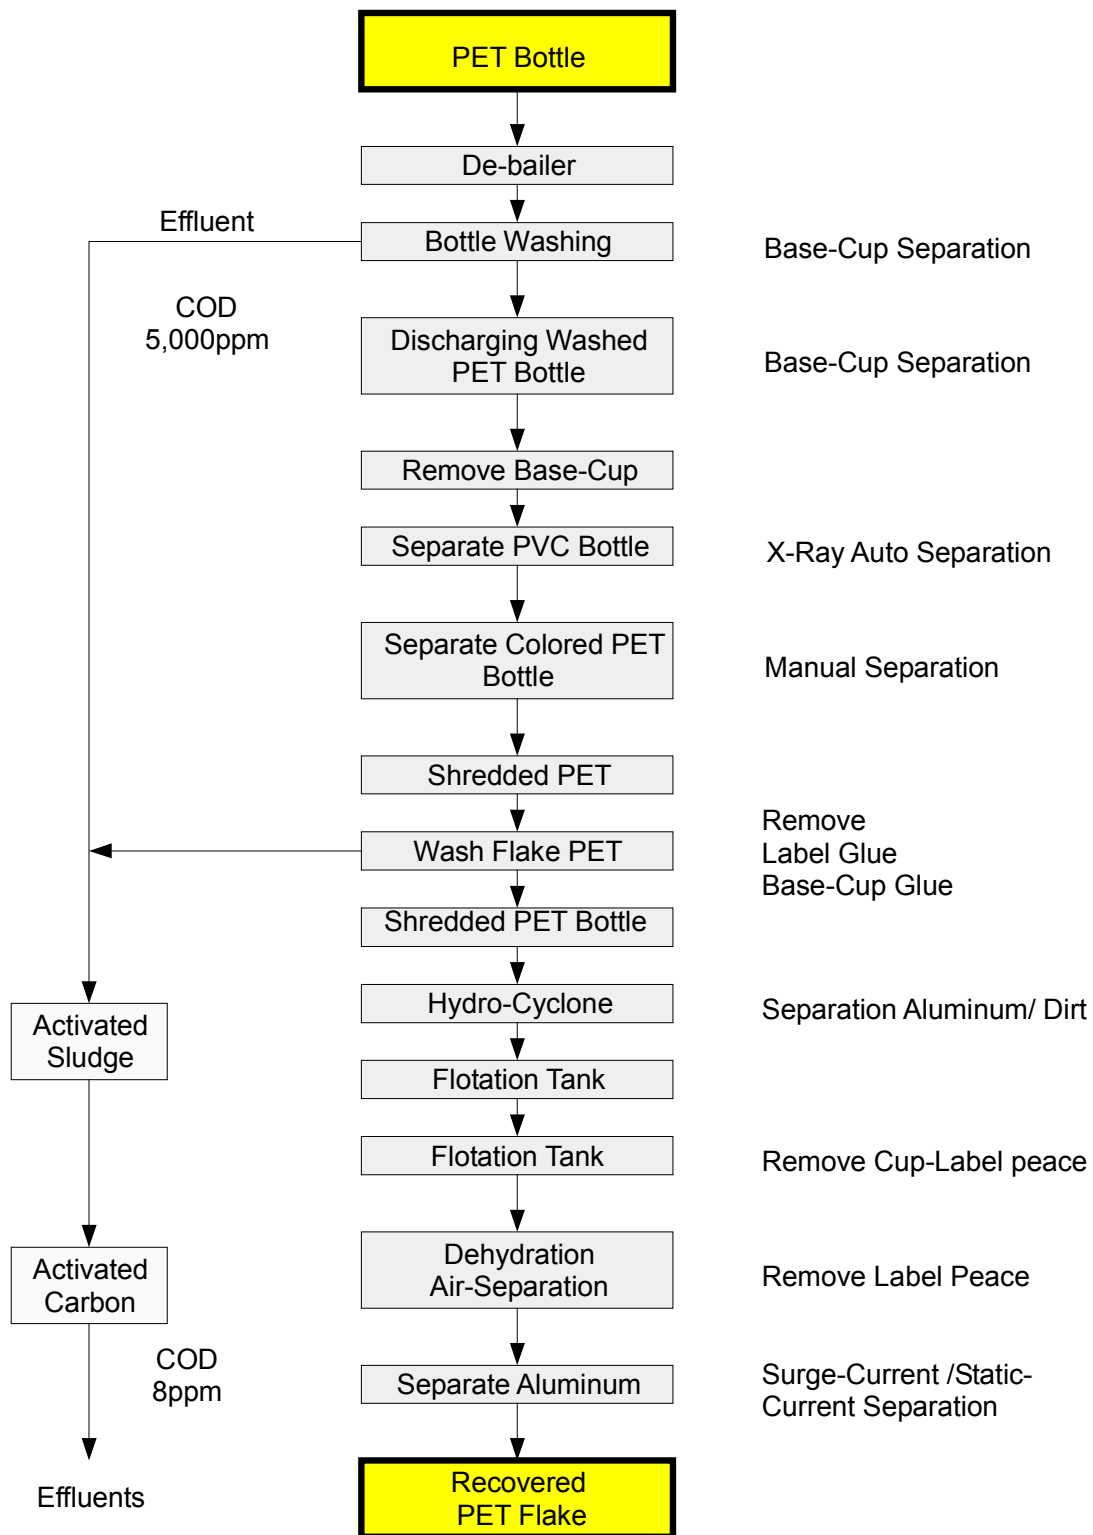 PET Bottle
De-bailer
Effluent
Bottle Washing
Base-Cup Separation
COD
5,000ppm
Discharging Washed
PET Bottle
Base-Cup Separation
Remove Base-Cup
Separate PVC Bottle
X-Ray Auto Separation
Separate Colored PET
Bottle
Manual Separation
Shredded PET
Wash Flake PET
Remove
Label Glue
Base-Cup Glue
Shredded PET Bottle
Activated
Sludge
Hydro-Cyclone
Separation Aluminum/ Dirt
Flotation Tank
Flotation Tank
Remove Cup-Label peace
Activated
Carbon
Dehydration
Air-Separation
Remove Label Peace
COD
8ppm
Separate Aluminum
Surge-Current /Static-
Current Separation
Effluents
Recovered
PET Flake